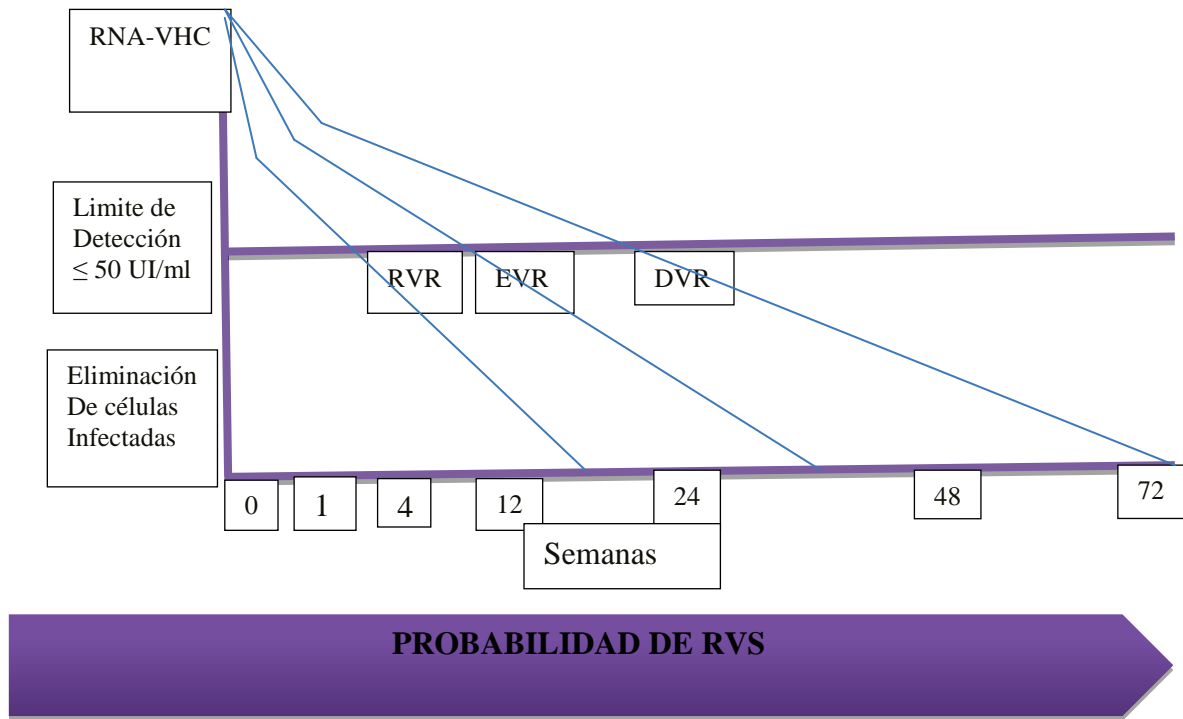 RNA-VHC
Limite de
Detección
≤ 50 UI/ml
RVR
EVR
DVR
Eliminación
De células
Infectadas
0
1
4
12
24
48
72
Semanas
PROBABILIDAD DE RVS